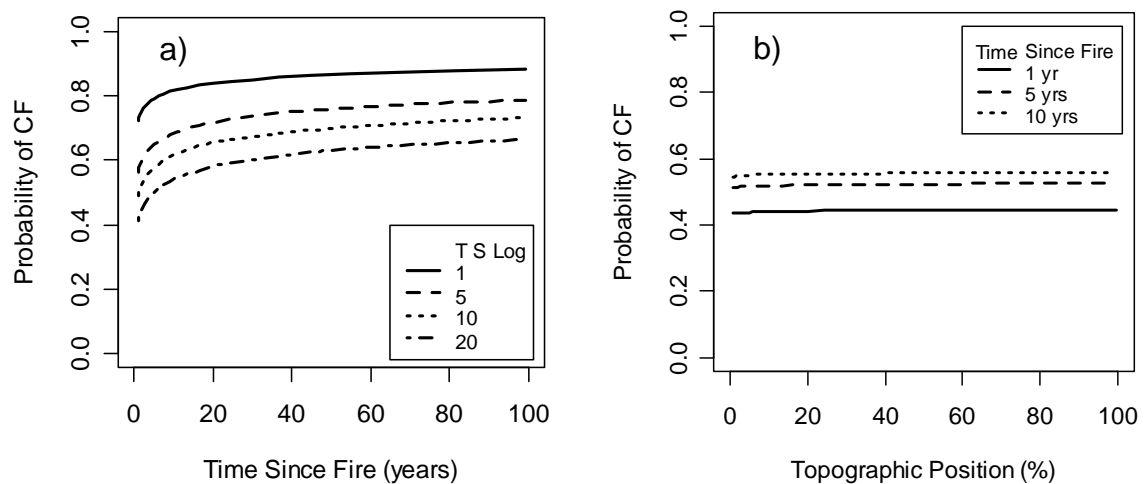 a)
Probability of CF
1.0
0.8
0.6
0.4
0.2
0.0
T S Log
1
5
10
20
0 20 40 60 80 100
Time Since Fire (years)
b)
Probability of CF
1.0
0.8
0.6
0.4
0.2
0.0
Time Since Fire
1 yr
5 yrs
10 yrs
0 20 40 60 80 100
Topographic Position (%)